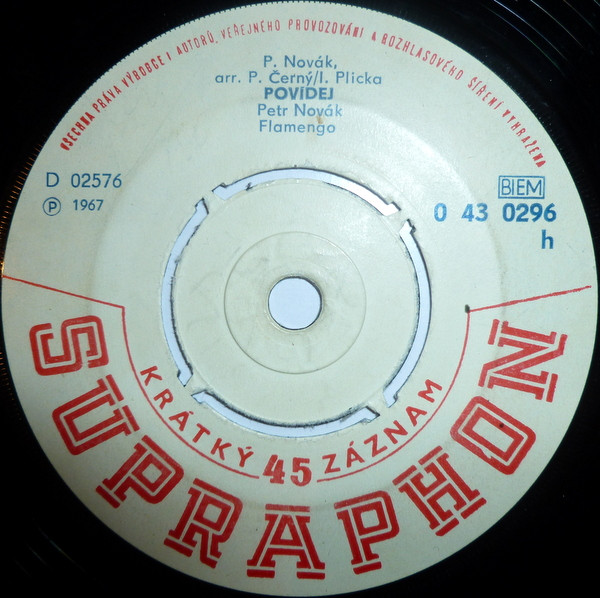 VŠECHNA PRÁVA VÝROBCE I AUTORŮ, VEŘEJNÉHO PROVOZOVÁNÍ A ROZHLASOVÉHO ŠÍŘENÍ VYHRAŽENA
P. Novák,
arr. P. Černý/I. Plicka
POVÍDEJ
Petr Novák
Flamengo
D 02576
Ⓟ 1967
BIEM
0 43 0296
h
KRÁTKÝ 45 ZÁZNAM
SUPRAPHON